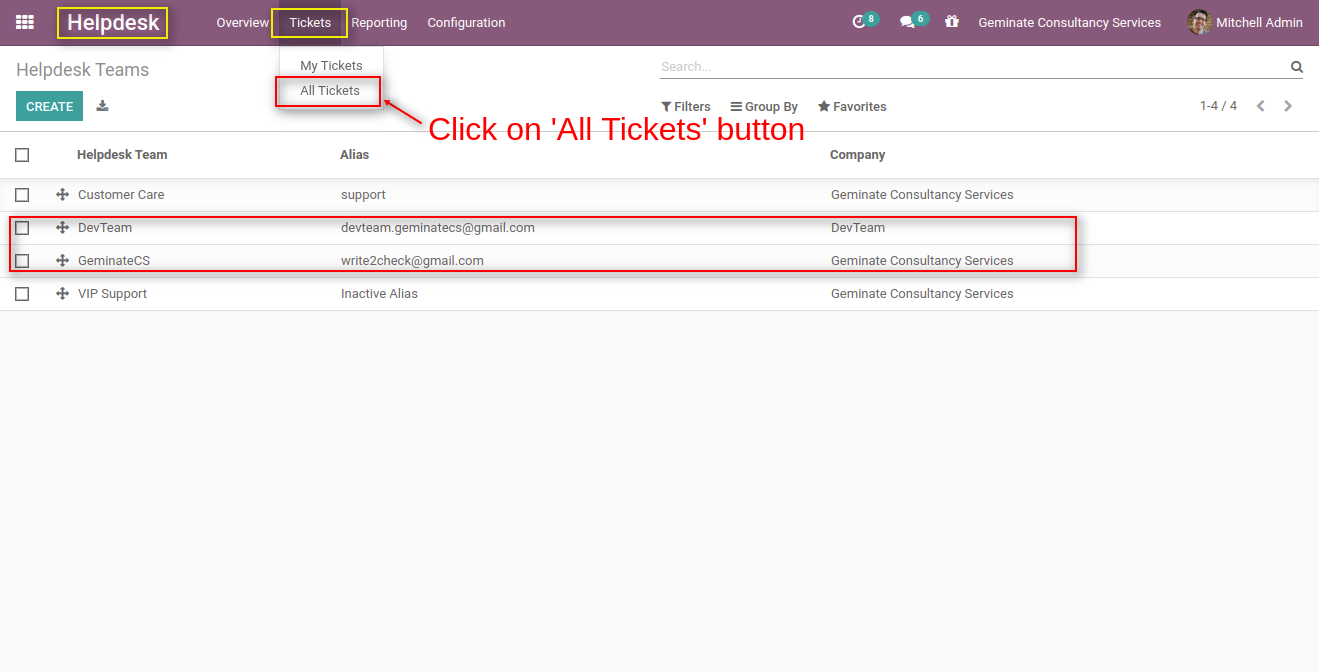 Helpdesk Overview Tickets Reporting Configuration 8 6 Geminate Consultancy Services Mitchell Admin
Helpdesk Teams
My Tickets
All Tickets
Search...
CREATE
Filters Group By Favorites 1-4 / 4
Click on 'All Tickets' button
Helpdesk Team Alias Company
Customer Care support Geminate Consultancy Services
DevTeam devteam.geminatecs@gmail.com DevTeam
GeminateCS write2check@gmail.com Geminate Consultancy Services
VIP Support Inactive Alias Geminate Consultancy Services